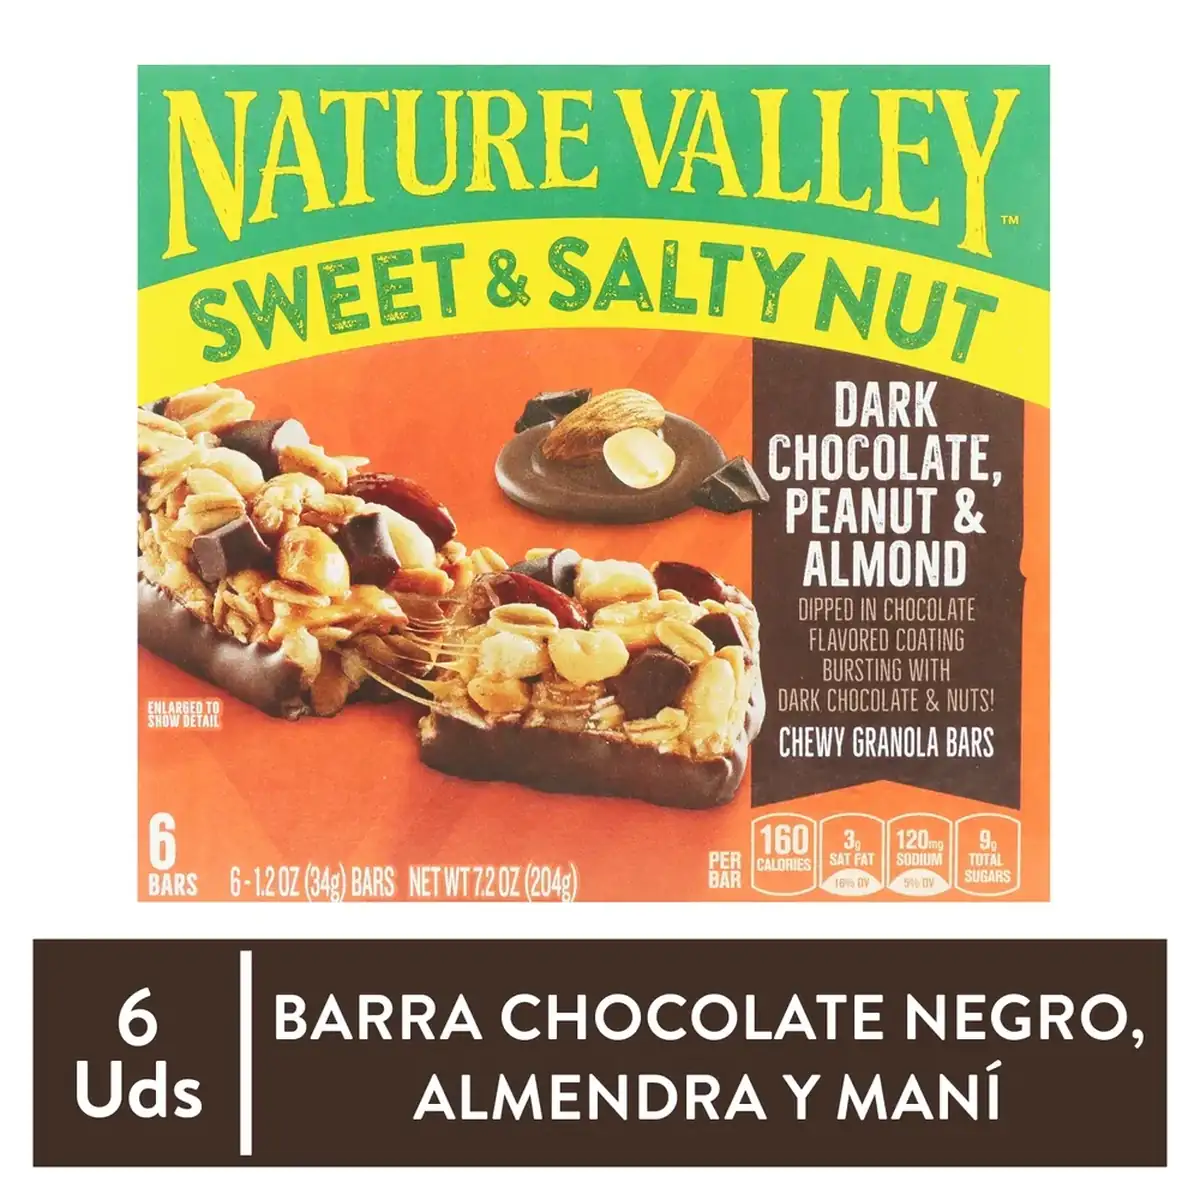 NATURE VALLEY™
SWEET & SALTY NUT
DARK
CHOCOLATE,
PEANUT &
ALMOND
DIPPED IN CHOCOLATE
FLAVORED COATING
BURSTING WITH
DARK CHOCOLATE & NUTS!
CHEWY GRANOLA BARS
ENLARGED TO
SHOW DETAIL
6
BARS
6 - 1.2 OZ (34g) BARS NET WT 7.2 OZ (204g)
PER
BAR
160
CALORIES
3g
SAT FAT
16% DV
120mg
SODIUM
5% DV
9g
TOTAL
SUGARS
6
Uds
BARRA CHOCOLATE NEGRO,
ALMENDRA Y MANÍ